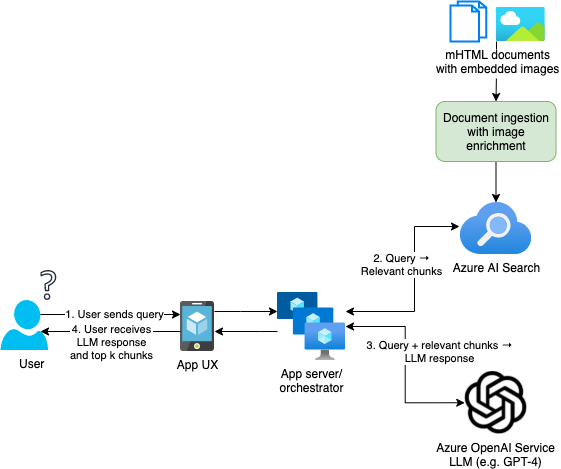 mHTML documents
with embedded images
Document ingestion
with image
enrichment
2. Query →
Relevant chunks
Azure AI Search
?
1. User sends query
4. User receives
LLM response
and top k chunks
User
App UX
App server/
orchestrator
3. Query + relevant chunks →
LLM response
Azure OpenAI Service
LLM (e.g. GPT-4)